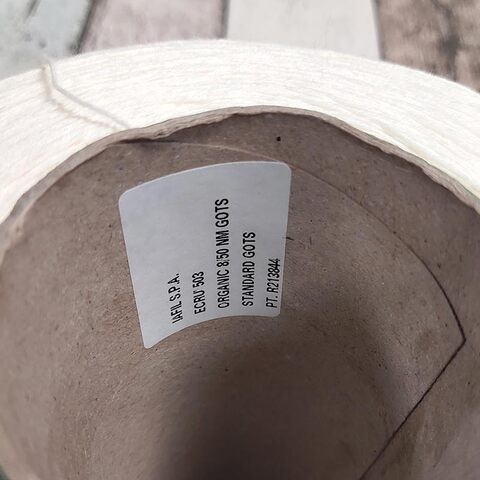 IAFIL S.P.A.
ECRU 503
ORGANIC 8/50 NM GOTS
STANDARD GOTS
PT. R213844